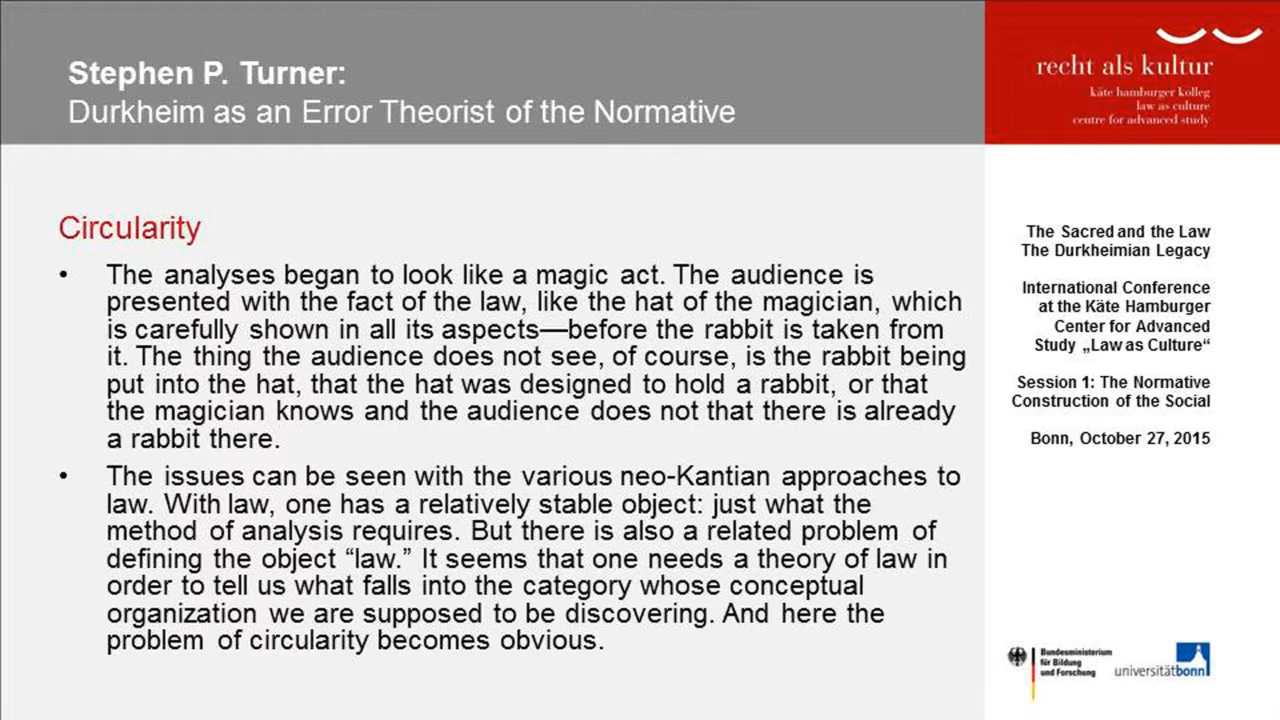 Stephen P. Turner:
Durkheim as an Error Theorist of the Normative
recht als kultur
käte hamburger kolleg
law as culture
centre for advanced study
Circularity
• The analyses began to look like a magic act. The audience is
presented with the fact of the law, like the hat of the magician, which
is carefully shown in all its aspects—before the rabbit is taken from
it. The thing the audience does not see, of course, is the rabbit being
put into the hat, that the hat was designed to hold a rabbit, or that
the magician knows and the audience does not that there is already
a rabbit there.
• The issues can be seen with the various neo-Kantian approaches to
law. With law, one has a relatively stable object: just what the
method of analysis requires. But there is also a related problem of
defining the object “law.” It seems that one needs a theory of law in
order to tell us what falls into the category whose conceptual
organization we are supposed to be discovering. And here the
problem of circularity becomes obvious.
The Sacred and the Law
The Durkheimian Legacy
International Conference
at the Käte Hamburger
Center for Advanced
Study „Law as Culture“
Session 1: The Normative
Construction of the Social
Bonn, October 27, 2015
Bundesministerium
für Bildung
und Forschung
universitätbonn